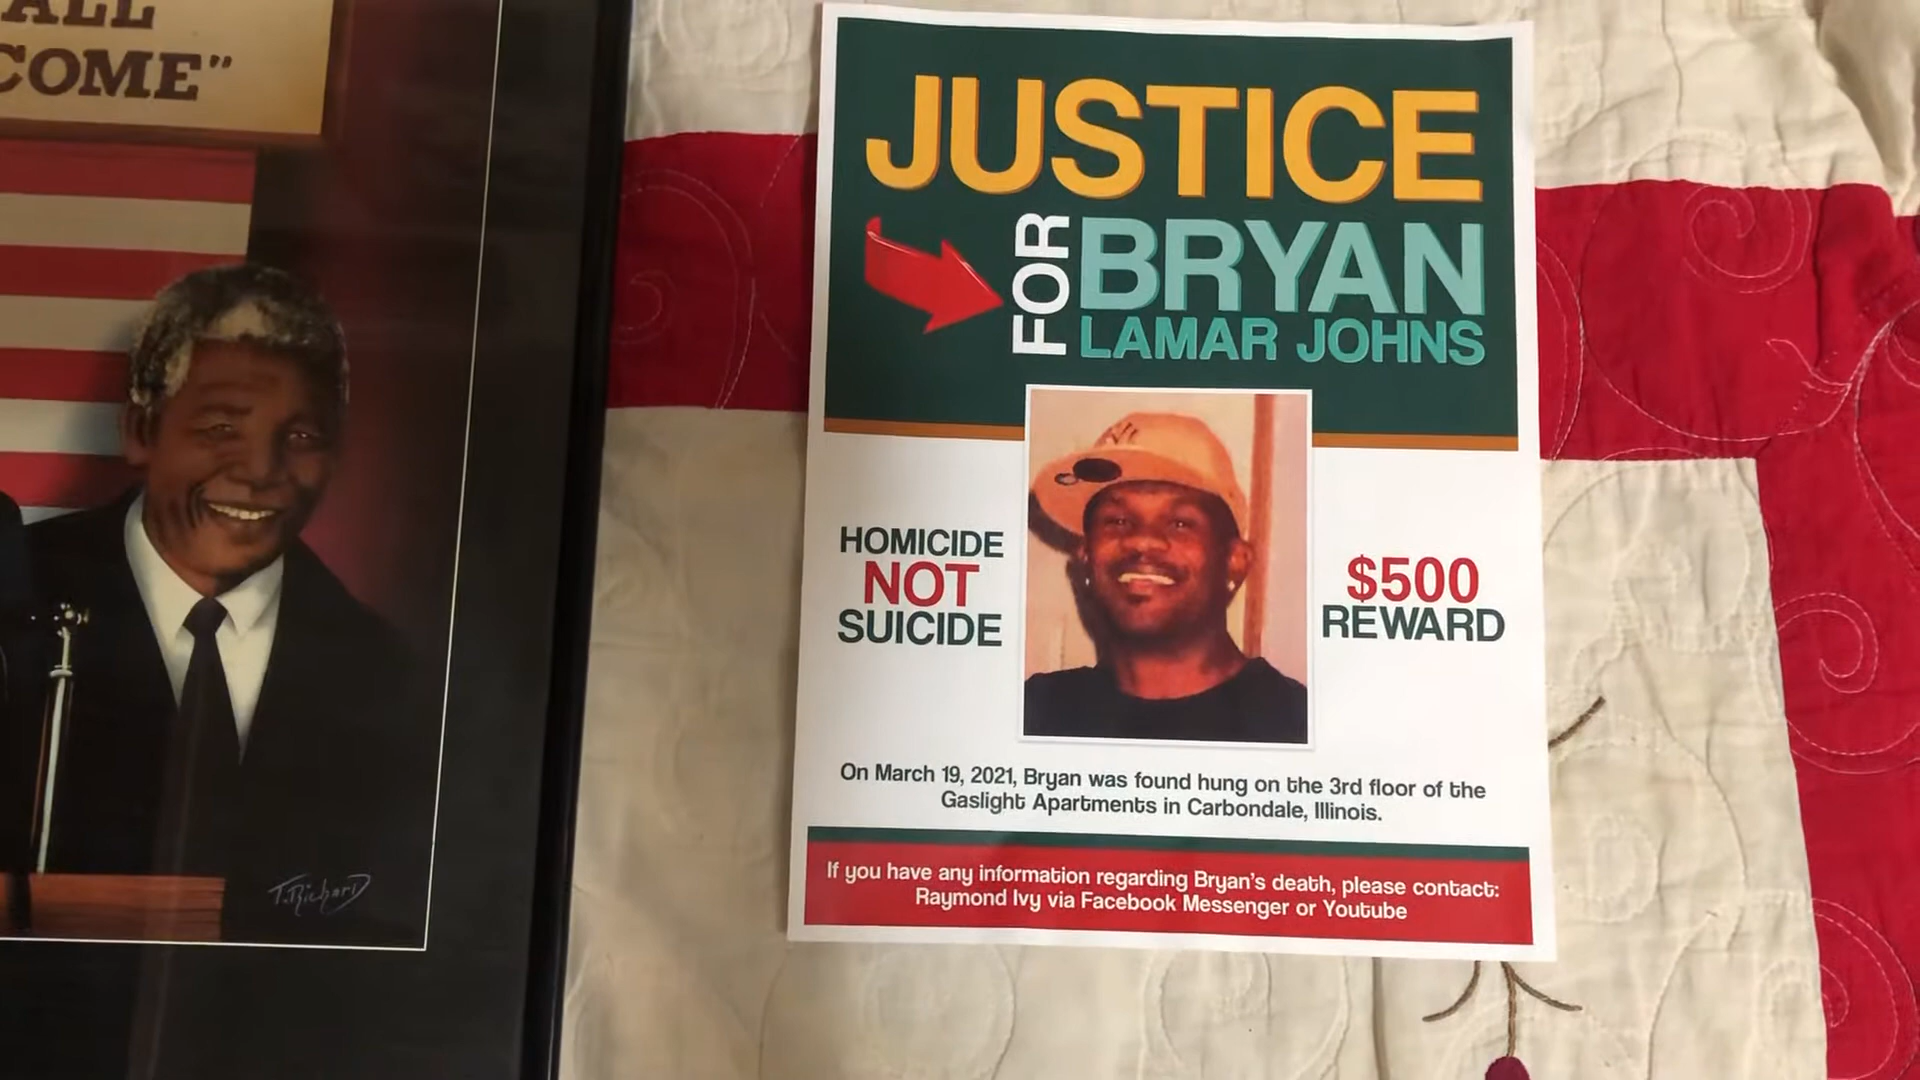 ALL
COME"
T. Richard
JUSTICE
FOR
BRYAN
LAMAR JOHNS
HOMICIDE
NOT
SUICIDE
$500
REWARD
On March 19, 2021, Bryan was found hung on the 3rd floor of the
Gaslight Apartments in Carbondale, Illinois.
If you have any information regarding Bryan's death, please contact:
Raymond Ivy via Facebook Messenger or Youtube